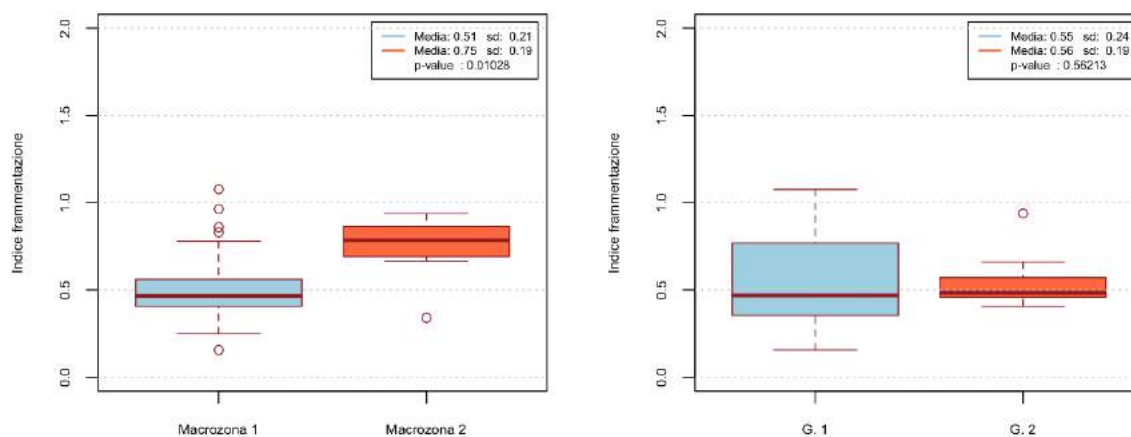 Media: 0.51 sd: 0.21
Media: 0.75 sd: 0.19
p-value : 0.01028
Indice frammentazione
2.0
1.5
1.0
0.5
0.0
Macrozona 1
Macrozona 2
Media: 0.55 sd: 0.24
Media: 0.56 sd: 0.19
p-value : 0.56213
Indice frammentazione
2.0
1.5
1.0
0.5
0.0
G. 1
G. 2